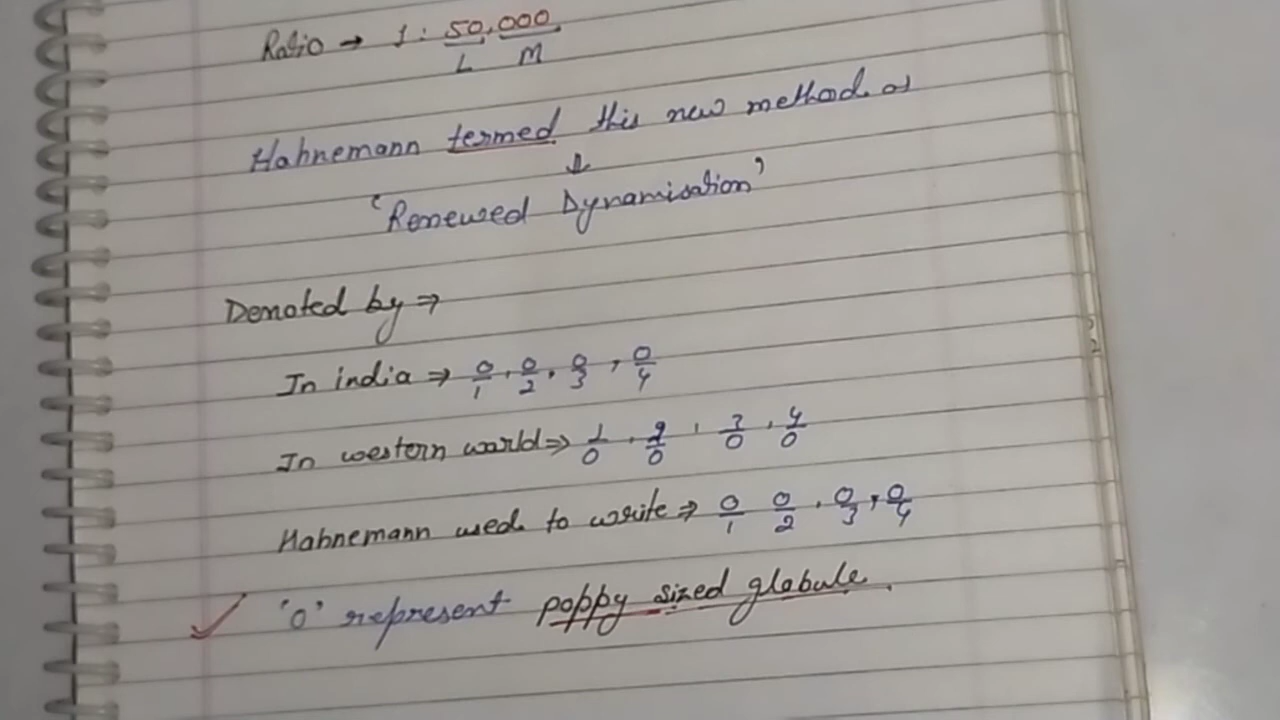 Ratio → 1 : 50,000
L M
Hahnemann termed this new method as
↓
'Renewed Dynamisation'
Denoted by ⇒
In india ⇒ 0/1, 0/2, 0/3, 0/4
In western world ⇒ 1/0, 2/0, 3/0, 4/0
Hahnemann used to write ⇒ 0/1 0/2, 0/3, 0/4
✓ 'O' represent poppy sized globule.